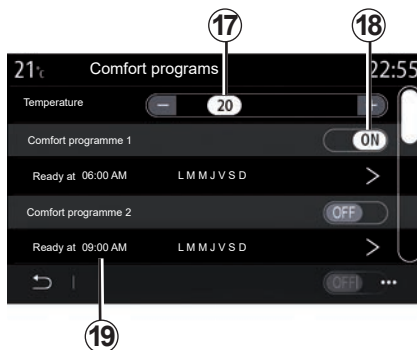 17 18
21°c Comfort programs 22:55
Temperature − 20 +
Comfort programme 1 ON
Ready at 06:00 AM L M M J V S D >
Comfort programme 2 OFF
Ready at 09:00 AM L M M J V S D >
OFF •••
19